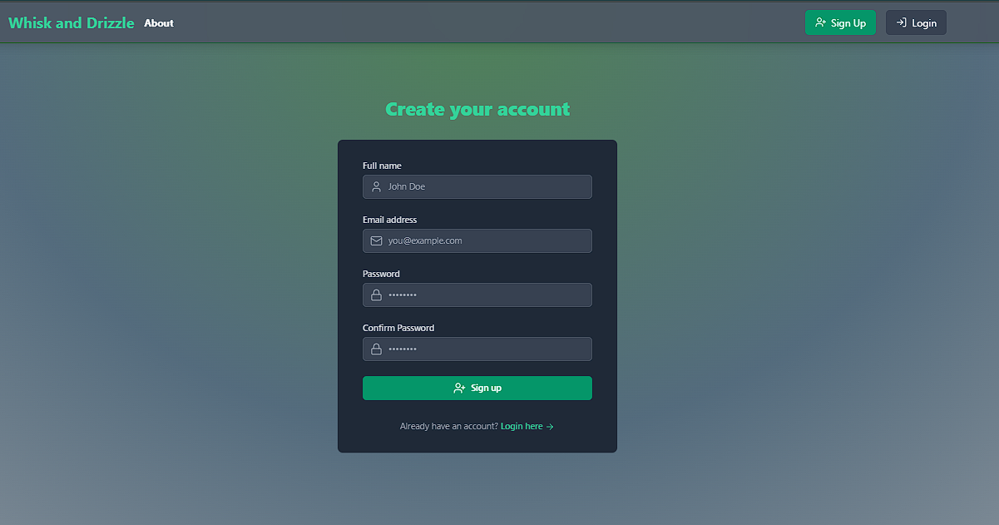 Whisk and Drizzle About Sign Up Login
Create your account
Full name
John Doe
Email address
you@example.com
Password
••••••••
Confirm Password
••••••••
Sign up
Already have an account? Login here →